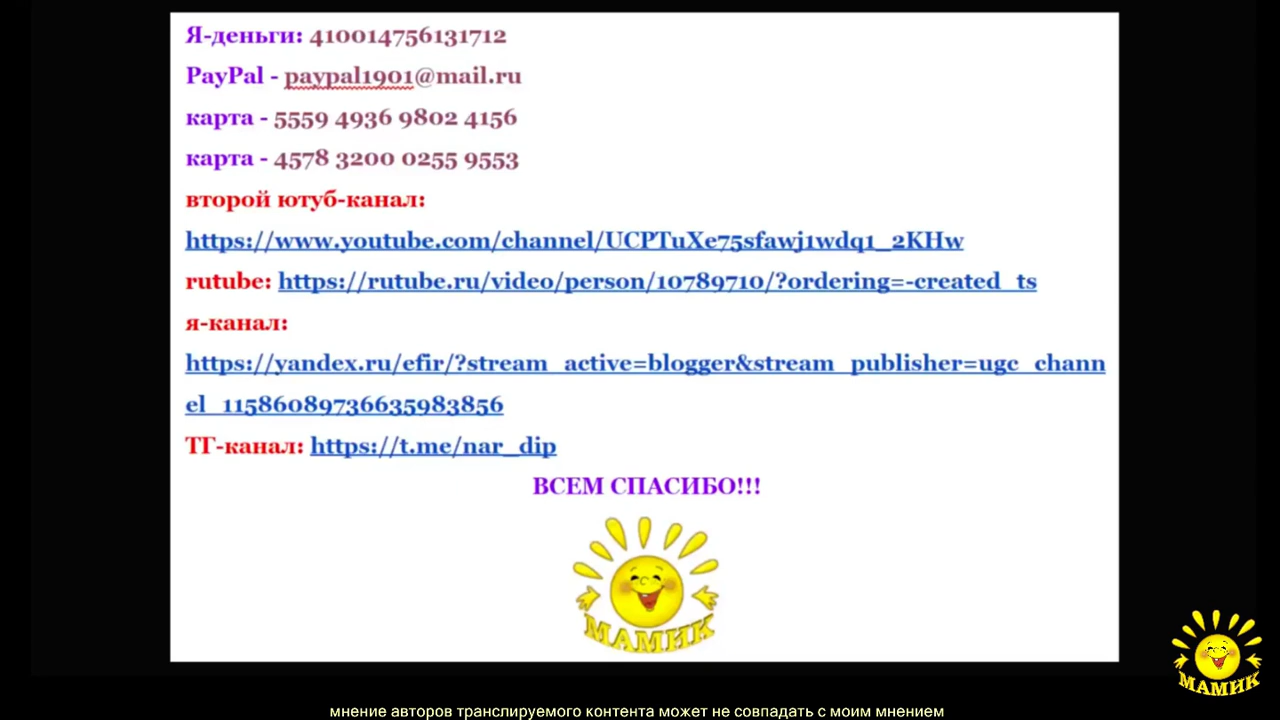 Я-деньги: 410014756131712
PayPal - paypal1901@mail.ru
карта - 5559 4936 9802 4156
карта - 4578 3200 0255 9553
второй ютуб-канал:
https://www.youtube.com/channel/UCPTuXe75sfawj1wdq1_2KHw
rutube: https://rutube.ru/video/person/10789710/?ordering=-created_ts
я-канал:
https://yandex.ru/efir/?stream_active=blogger&stream_publisher=ugc_chann
el_11586089736635983856
ТГ-канал: https://t.me/nar_dip
ВСЕМ СПАСИБО!!!
МАМИК
МАМИК
мнение авторов транслируемого контента может не совпадать с моим мнением